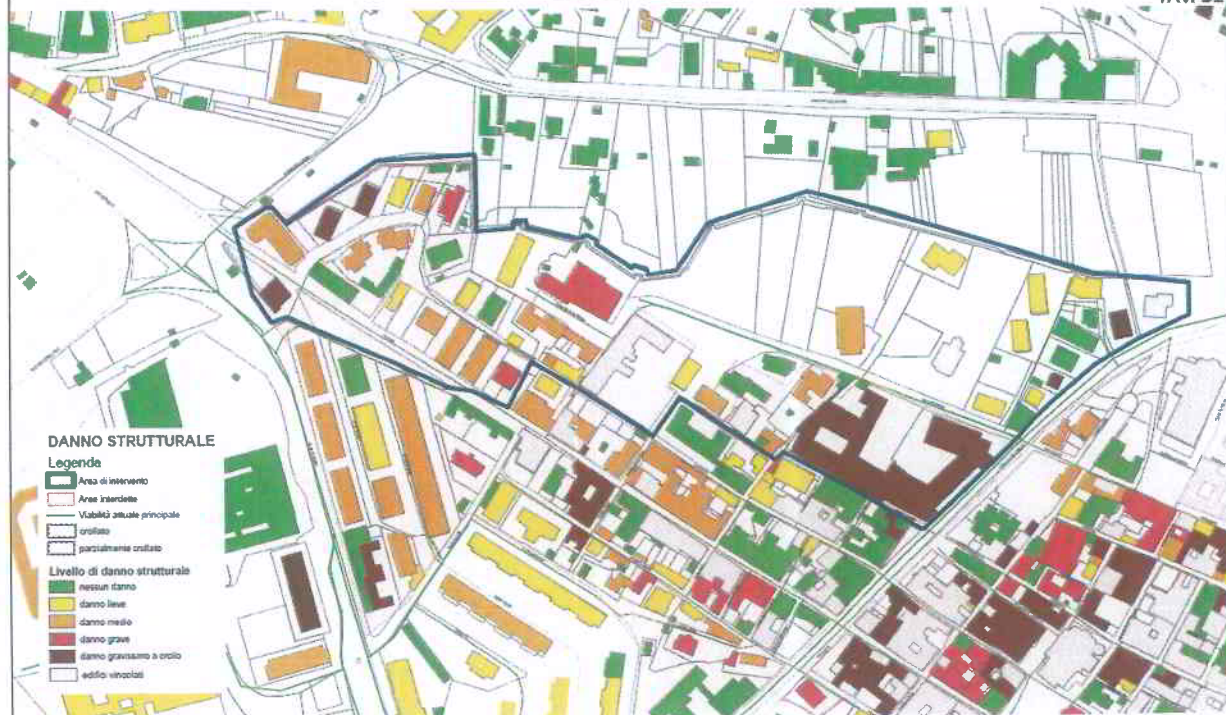 DANNO STRUTTURALE
Legenda
Area di intervento
Aree interdette
Viabilità attuale principale
crollato
parzialmente crollato
Livello di danno strutturale
nessun danno
danno lieve
danno medio
danno grave
danno gravissimo a crollo
edifici vincolati